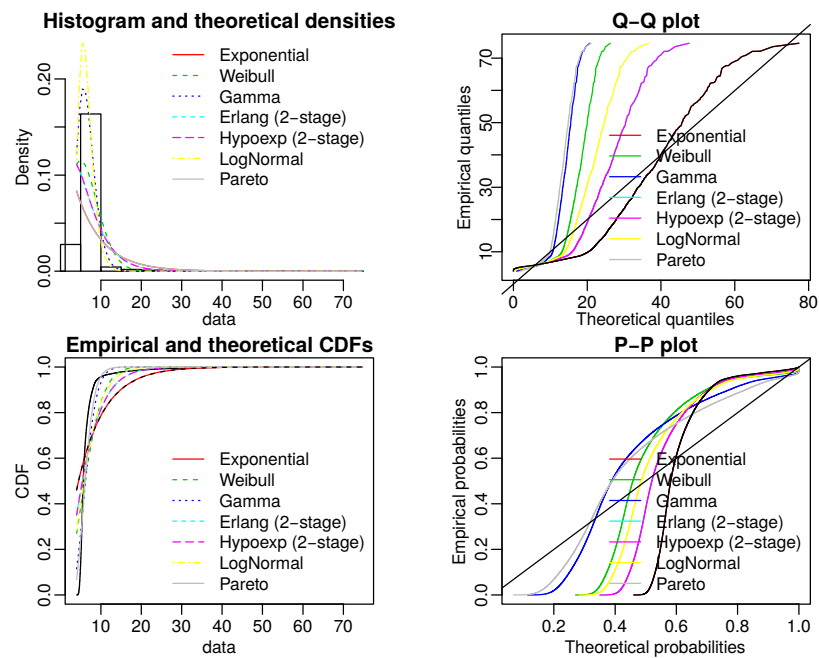 Histogram and theoretical densities
Density
0.00
0.10
0.20
10 20 30 40 50 60 70
data
Exponential
Weibull
Gamma
Erlang (2-stage)
Hypoexp (2-stage)
LogNormal
Pareto
Q-Q plot
Empirical quantiles
10
30
50
70
0 20 40 60 80
Theoretical quantiles
Exponential
Weibull
Gamma
Erlang (2-stage)
Hypoexp (2-stage)
LogNormal
Pareto
Empirical and theoretical CDFs
CDF
0.0
0.2
0.4
0.6
0.8
1.0
10 20 30 40 50 60 70
data
Exponential
Weibull
Gamma
Erlang (2-stage)
Hypoexp (2-stage)
LogNormal
Pareto
P-P plot
Empirical probabilities
0.0
0.2
0.4
0.6
0.8
1.0
0.2 0.4 0.6 0.8 1.0
Theoretical probabilities
Exponential
Weibull
Gamma
Erlang (2-stage)
Hypoexp (2-stage)
LogNormal
Pareto